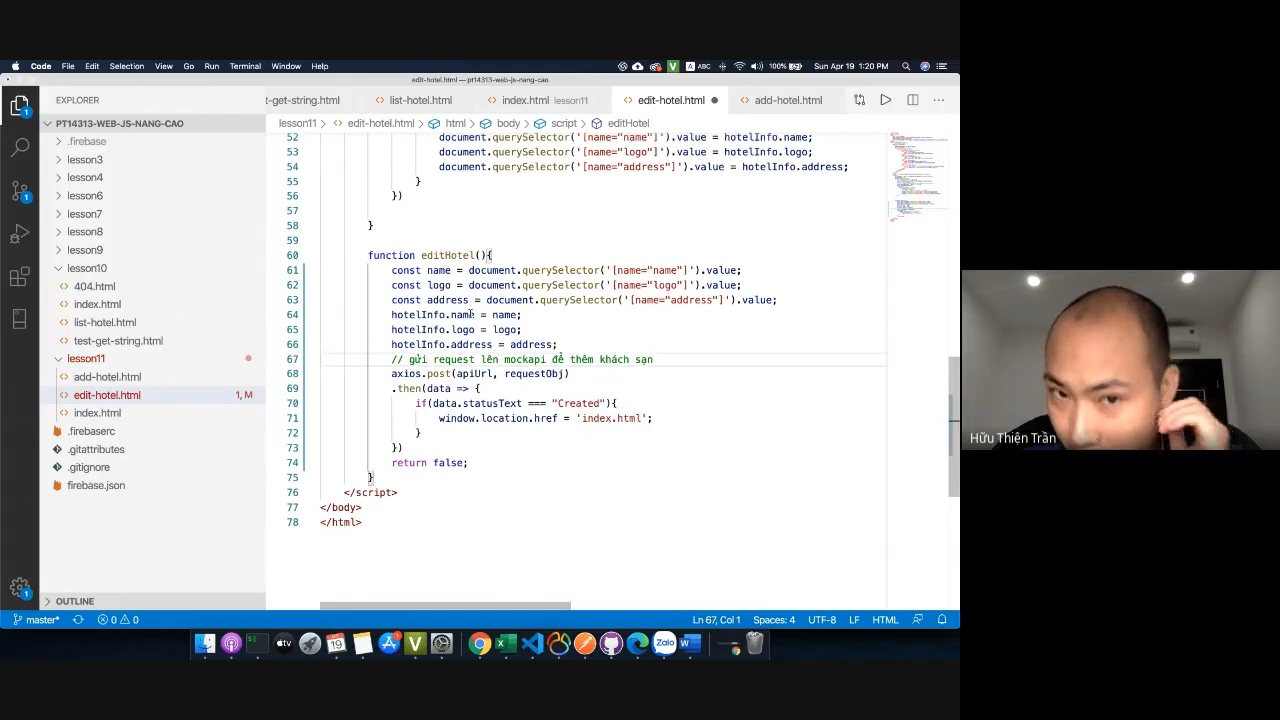 Code File Edit Selection View Go Run Terminal Window Help
V A ABC 100% Sun Apr 19 1:20 PM
edit-hotel.html — pt14313-web-js-nang-cao
EXPLORER
t-get-string.html list-hotel.html index.html lesson11 edit-hotel.html add-hotel.html
PT14313-WEB-JS-NANG-CAO
lesson11 > edit-hotel.html > html > body > script > editHotel
.firebase
lesson3
lesson4
lesson6
lesson7
lesson8
lesson9
lesson10
404.html
index.html
list-hotel.html
test-get-string.html
lesson11
add-hotel.html
edit-hotel.html 1, M
index.html
.firebaserc
.gitattributes
.gitignore
firebase.json
OUTLINE
52 document.querySelector('[name="name"]').value = hotelInfo.name;
53 document.querySelector('[name="logo"]').value = hotelInfo.logo;
54 document.querySelector('[name="address"]').value = hotelInfo.address;
55 }
56 })
57
58 }
59
60 function editHotel(){
61 const name = document.querySelector('[name="name"]').value;
62 const logo = document.querySelector('[name="logo"]').value;
63 const address = document.querySelector('[name="address"]').value;
64 hotelInfo.name = name;
65 hotelInfo.logo = logo;
66 hotelInfo.address = address;
67 // gửi request lên mockapi để thêm khách sạn
68 axios.post(apiUrl, requestObj)
69 .then(data => {
70 if(data.statusText === "Created"){
71 window.location.href = 'index.html';
72 }
73 })
74 return false;
75 }
76 </script>
77 </body>
78 </html>
master* 0 0 Ln 67, Col 1 Spaces: 4 UTF-8 LF HTML
Hữu Thiện Trần
1
1
1
tv
19
1
V
Zalo
W